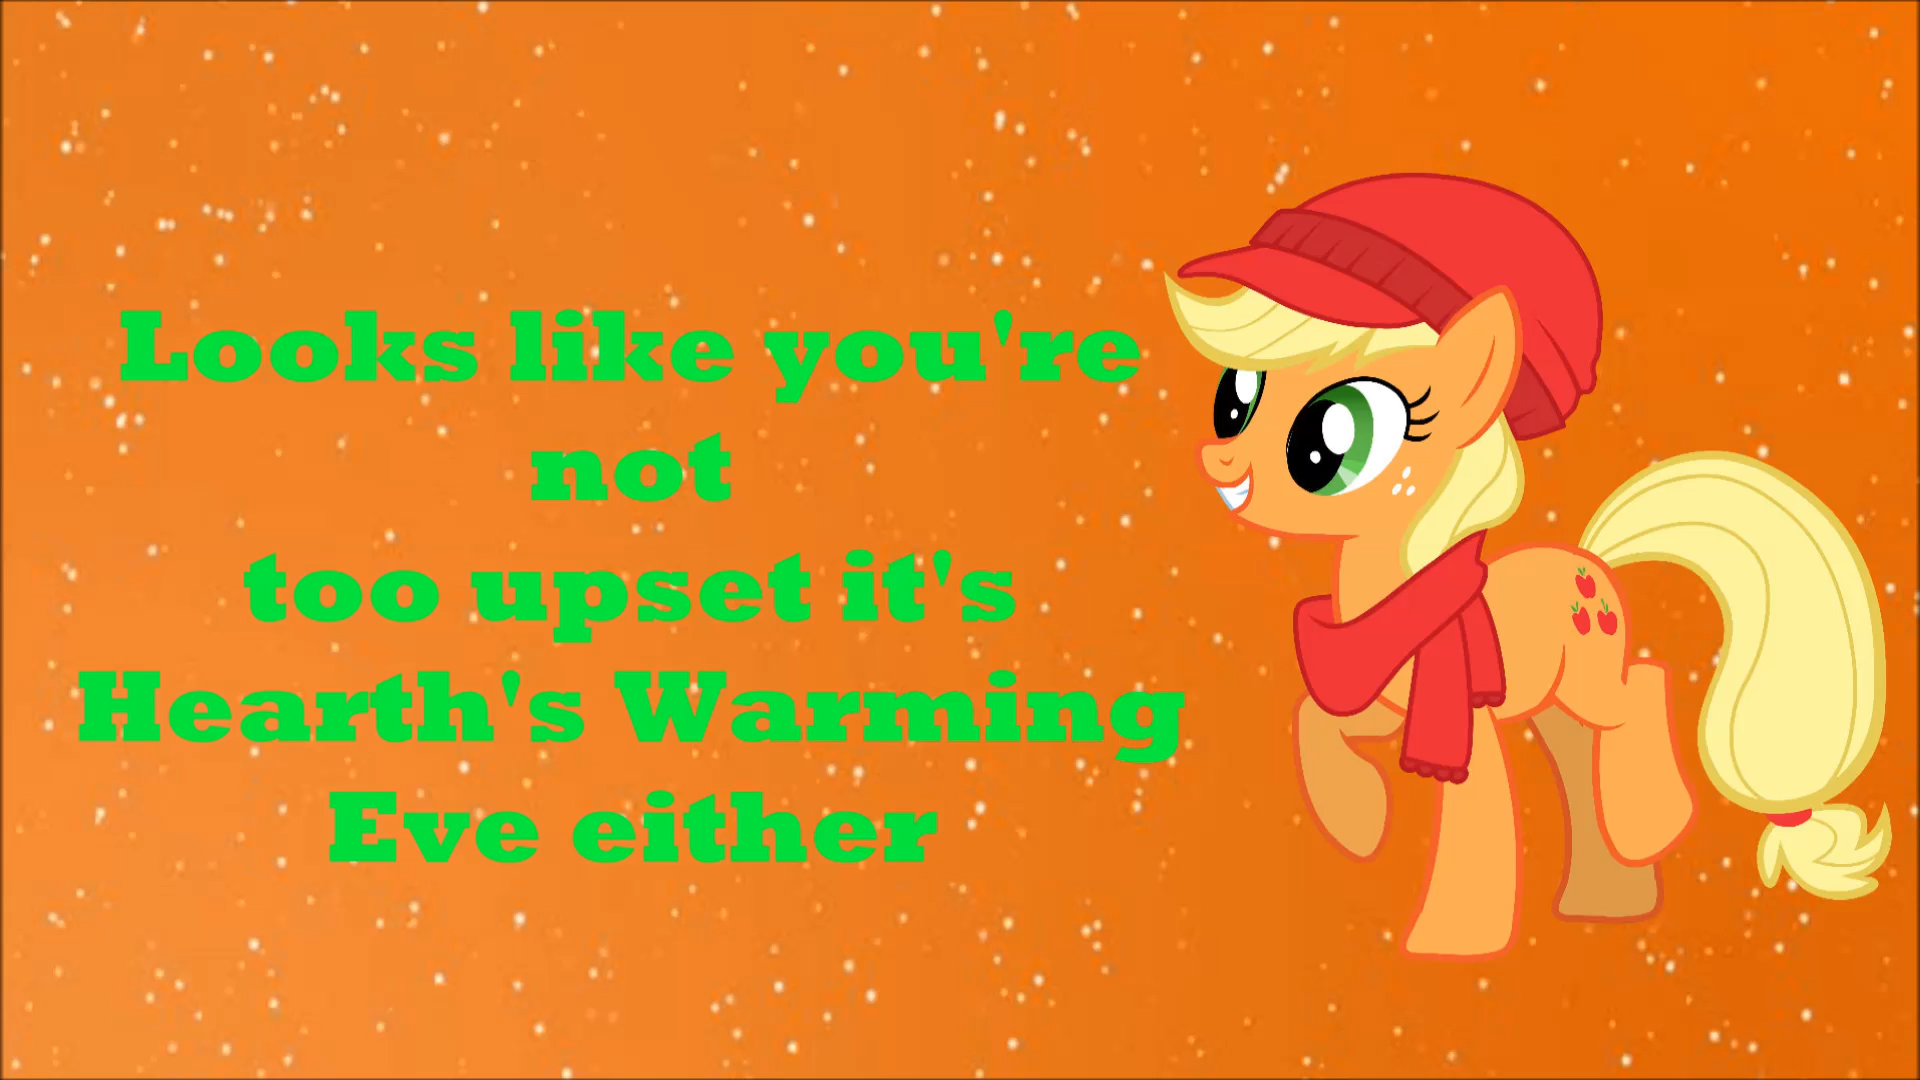 Looks like you're
not
too upset it's
Hearth's Warming
Eve either